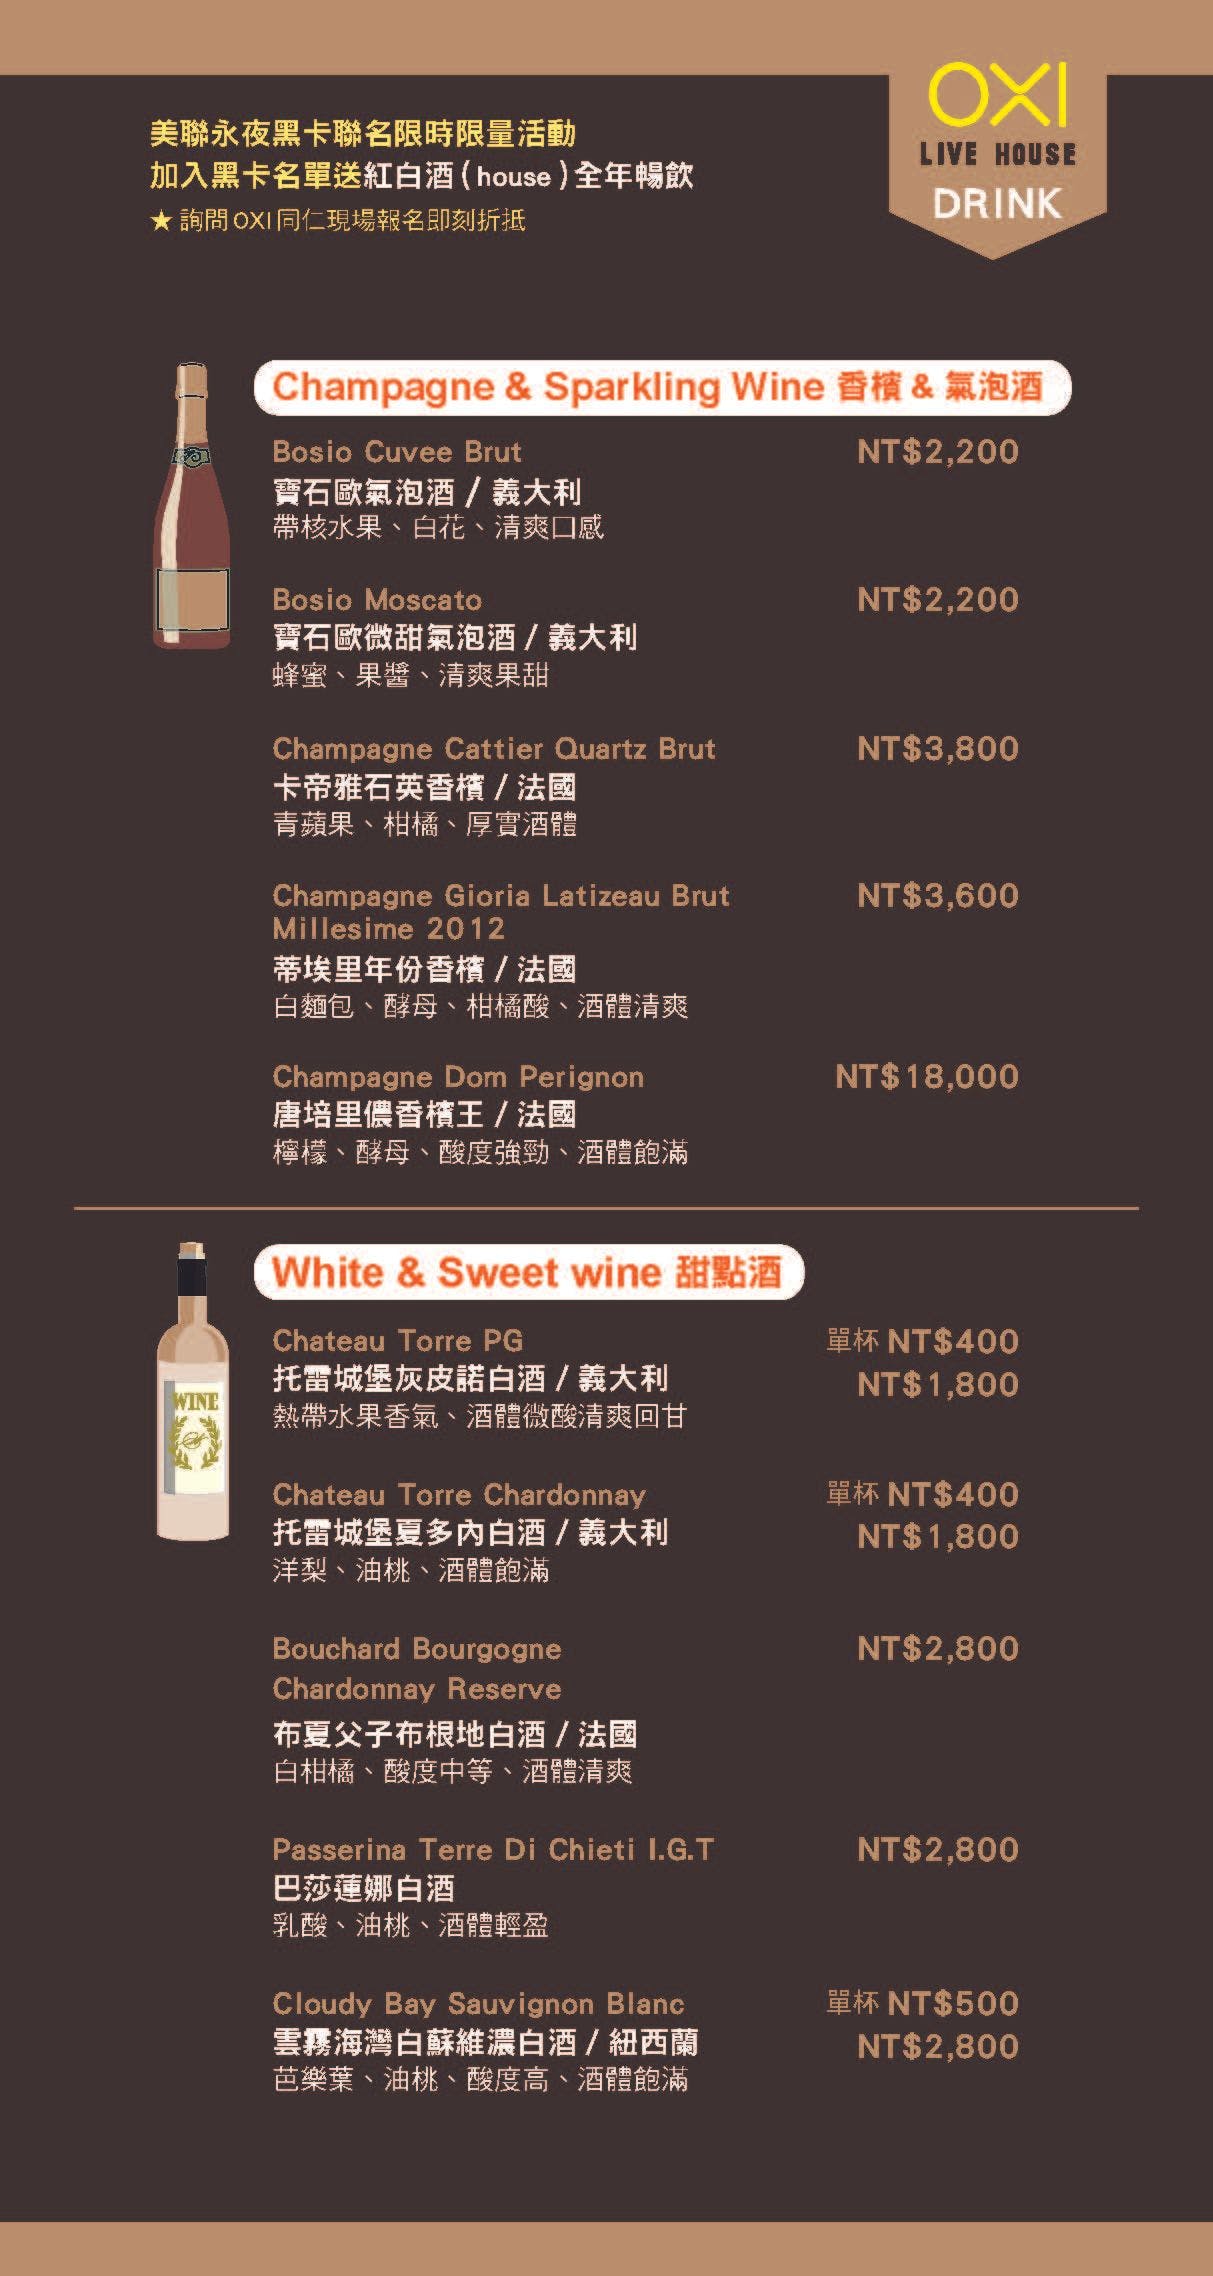 OXI
LIVE HOUSE
DRINK
美聯永夜黑卡聯名限時限量活動
加入黑卡名單送紅白酒(house)全年暢飲
★ 詢問OXI同仁現場報名即刻折抵
Champagne & Sparkling Wine 香檳 & 氣泡酒
Bosio Cuvee Brut NT$2,200
寶石歐氣泡酒 / 義大利
帶核水果、白花、清爽口感
Bosio Moscato NT$2,200
寶石歐微甜氣泡酒 / 義大利
蜂蜜、果醬、清爽果甜
Champagne Cattier Quartz Brut NT$3,800
卡帝雅石英香檳 / 法國
青蘋果、柑橘、厚實酒體
Champagne Gioria Latizeau Brut NT$3,600
Millesime 2012
蒂埃里年份香檳 / 法國
白麵包、酵母、柑橘酸、酒體清爽
Champagne Dom Perignon NT$18,000
唐培里儂香檳王 / 法國
檸檬、酵母、酸度強勁、酒體飽滿
White & Sweet wine 甜點酒
WINE
Chateau Torre PG 單杯 NT$400
托雷城堡灰皮諾白酒 / 義大利 NT$1,800
熱帶水果香氣、酒體微酸清爽回甘
Chateau Torre Chardonnay 單杯 NT$400
托雷城堡夏多內白酒 / 義大利 NT$1,800
洋梨、油桃、酒體飽滿
Bouchard Bourgogne NT$2,800
Chardonnay Reserve
布夏父子布根地白酒 / 法國
白柑橘、酸度中等、酒體清爽
Passerina Terre Di Chieti I.G.T NT$2,800
巴莎蓮娜白酒
乳酸、油桃、酒體輕盈
Cloudy Bay Sauvignon Blanc 單杯 NT$500
雲霧海灣白蘇維濃白酒 / 紐西蘭 NT$2,800
芭樂葉、油桃、酸度高、酒體飽滿